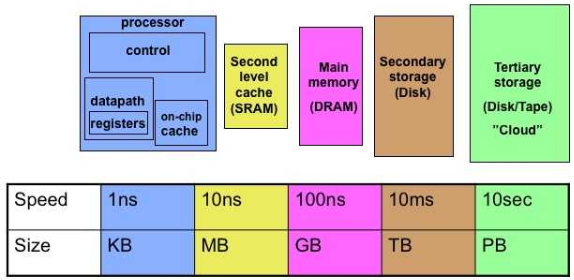 processor
control
datapath
registers
on-chip
cache
Second
level
cache
(SRAM)
Main
memory
(DRAM)
Secondary
storage
(Disk)
Tertiary
storage
(Disk/Tape)
"Cloud"
Speed 1ns 10ns 100ns 10ms 10sec
Size KB MB GB TB PB